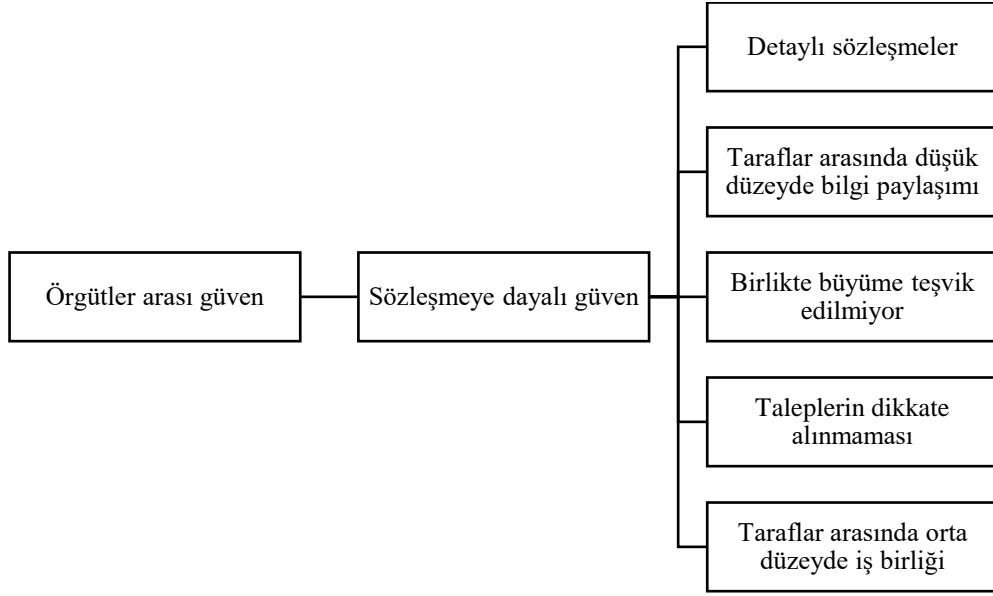 Detaylı sözleşmeler
Taraflar arasında düşük
düzeyde bilgi paylaşımı
Örgütler arası güven
Sözleşmeye dayalı güven
Birlikte büyüme teşvik
edilmiyor
Taleplerin dikkate
alınmaması
Taraflar arasında orta
düzeyde iş birliği